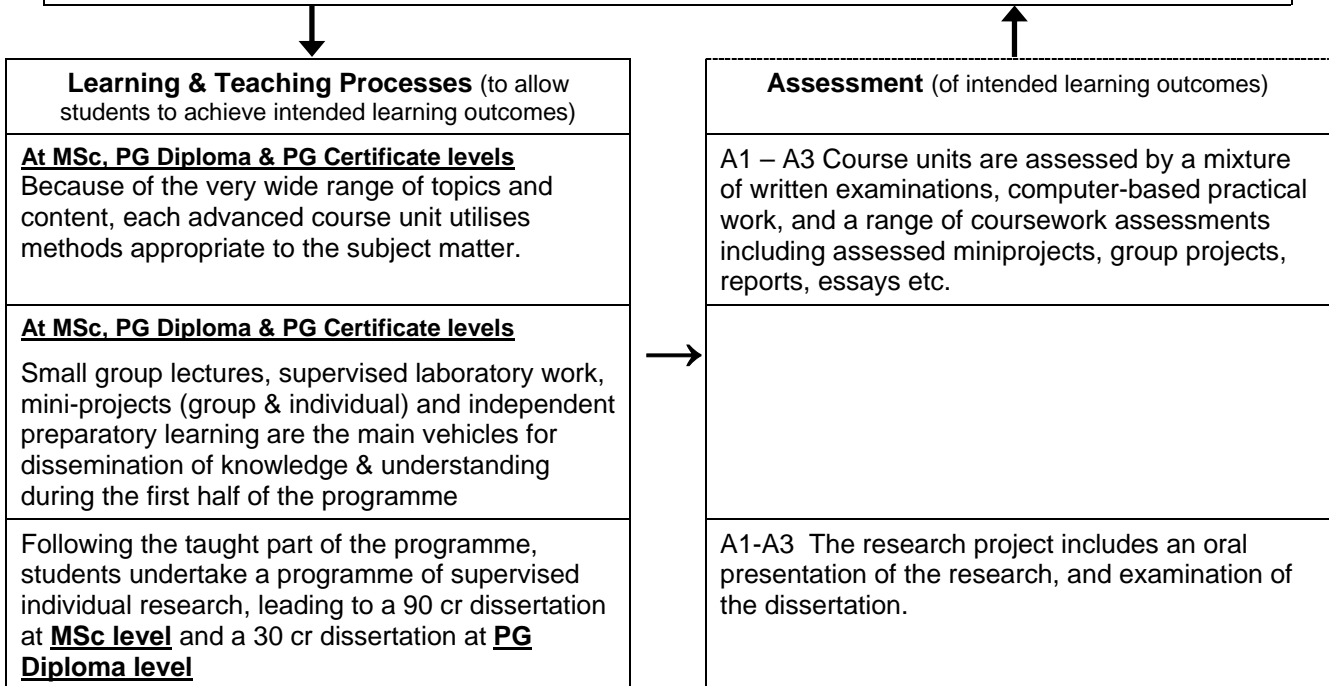 Learning & Teaching Processes (to allow
students to achieve intended learning outcomes)
At MSc, PG Diploma & PG Certificate levels
Because of the very wide range of topics and
content, each advanced course unit utilises
methods appropriate to the subject matter.
At MSc, PG Diploma & PG Certificate levels
Small group lectures, supervised laboratory work,
mini-projects (group & individual) and independent
preparatory learning are the main vehicles for
dissemination of knowledge & understanding
during the first half of the programme
Following the taught part of the programme,
students undertake a programme of supervised
individual research, leading to a 90 cr dissertation
at MSc level and a 30 cr dissertation at PG
Diploma level
Assessment (of intended learning outcomes)
A1 – A3 Course units are assessed by a mixture
of written examinations, computer-based practical
work, and a range of coursework assessments
including assessed miniprojects, group projects,
reports, essays etc.
A1-A3 The research project includes an oral
presentation of the research, and examination of
the dissertation.